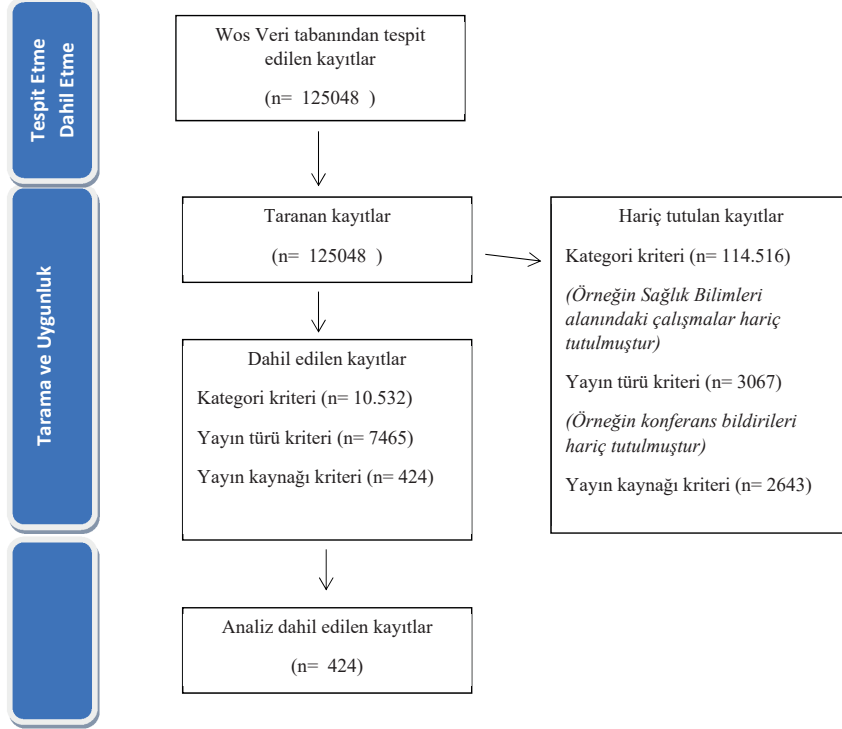 Tespit Etme
Dahil Etme
Wos Veri tabanından tespit
edilen kayıtlar
(n= 125048 )
Tarama ve Uygunluk
Taranan kayıtlar
(n= 125048 )
Hariç tutulan kayıtlar
Kategori kriteri (n= 114.516)
(Örneğin Sağlık Bilimleri
alanındaki çalışmalar hariç
tutulmuştur)
Yayın türü kriteri (n= 3067)
(Örneğin konferans bildirileri
hariç tutulmuştur)
Yayın kaynağı kriteri (n= 2643)
Dahil edilen kayıtlar
Kategori kriteri (n= 10.532)
Yayın türü kriteri (n= 7465)
Yayın kaynağı kriteri (n= 424)
Analiz dahil edilen kayıtlar
(n= 424)